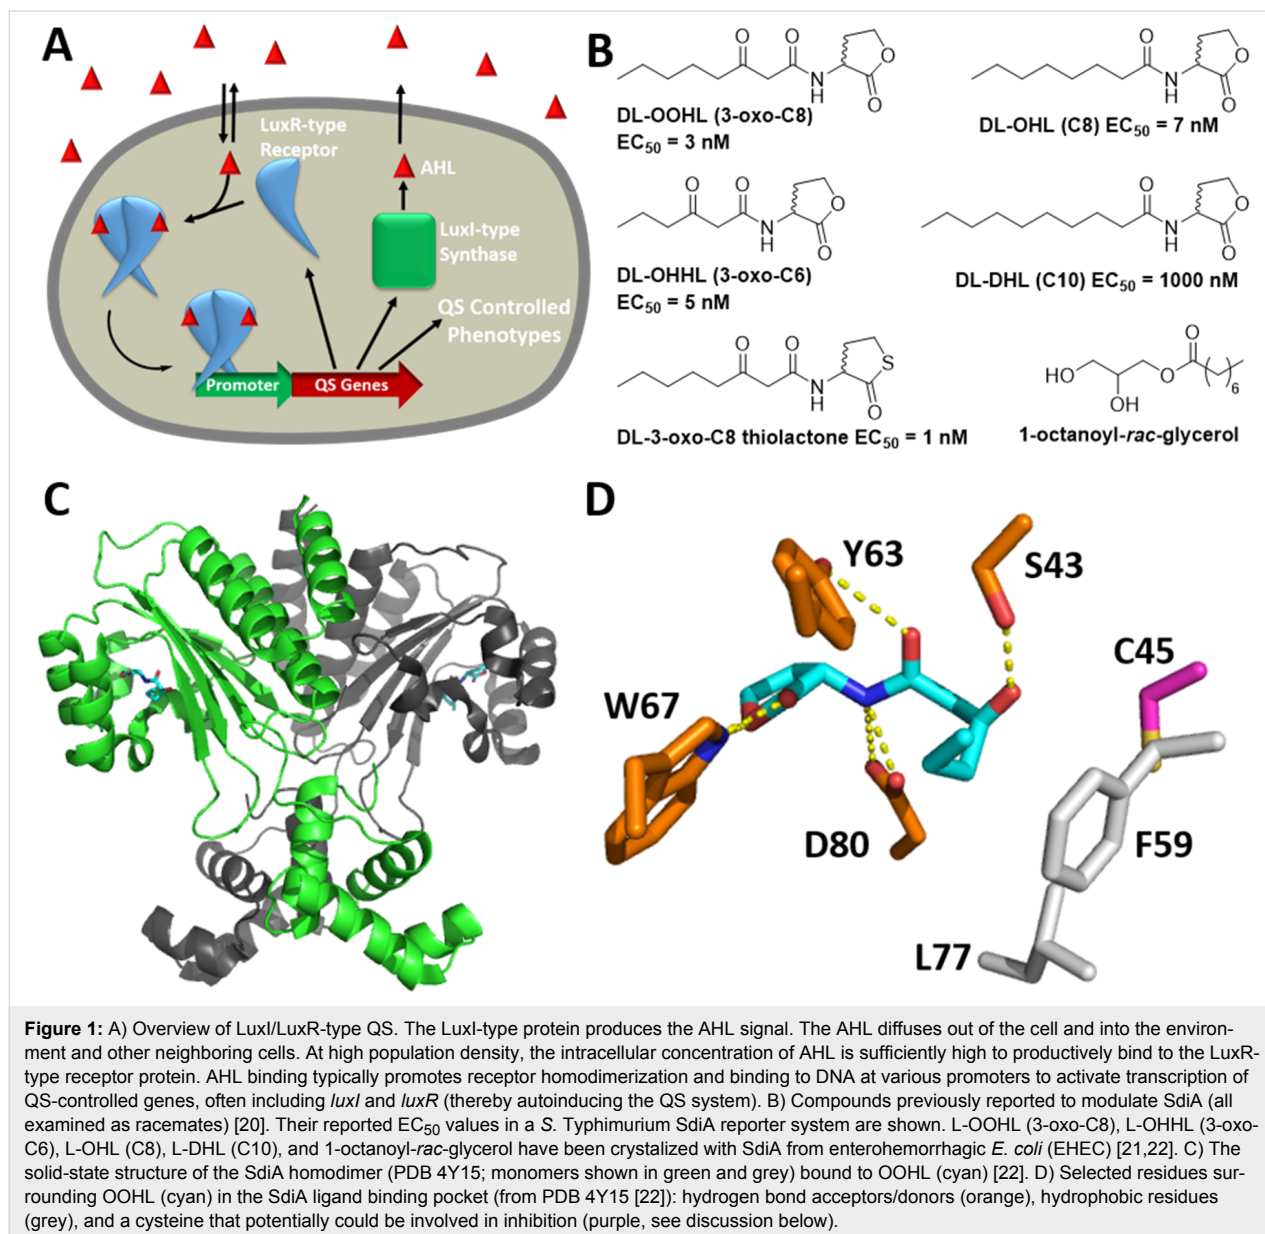 A
LuxR-type
Receptor
AHL
LuxI-type
Synthase
QS Controlled
Phenotypes
Promoter
QS Genes
B
O O O N H O
DL-OOHL (3-oxo-C8)
EC50 = 3 nM
O O N H O
DL-OHL (C8) EC50 = 7 nM
O O O N H O
DL-OHHL (3-oxo-C6)
EC50 = 5 nM
O O N H O
DL-DHL (C10) EC50 = 1000 nM
O O S N H O
DL-3-oxo-C8 thiolactone EC50 = 1 nM
O HO O 6 OH
1-octanoyl-rac-glycerol
C
D
Y63
S43
C45
W67
D80
F59
L77
Figure 1: A) Overview of LuxI/LuxR-type QS. The LuxI-type protein produces the AHL signal. The AHL diffuses out of the cell and into the environ-
ment and other neighboring cells. At high population density, the intracellular concentration of AHL is sufficiently high to productively bind to the LuxR-
type receptor protein. AHL binding typically promotes receptor homodimerization and binding to DNA at various promoters to activate transcription of
QS-controlled genes, often including luxI and luxR (thereby autoinducing the QS system). B) Compounds previously reported to modulate SdiA (all
examined as racemates) [20]. Their reported EC50 values in a S. Typhimurium SdiA reporter system are shown. L-OOHL (3-oxo-C8), L-OHHL (3-oxo-
C6), L-OHL (C8), L-DHL (C10), and 1-octanoyl-rac-glycerol have been crystalized with SdiA from enterohemorrhagic E. coli (EHEC) [21,22]. C) The
solid-state structure of the SdiA homodimer (PDB 4Y15; monomers shown in green and grey) bound to OOHL (cyan) [22]. D) Selected residues sur-
rounding OOHL (cyan) in the SdiA ligand binding pocket (from PDB 4Y15 [22]): hydrogen bond acceptors/donors (orange), hydrophobic residues
(grey), and a cysteine that potentially could be involved in inhibition (purple, see discussion below).